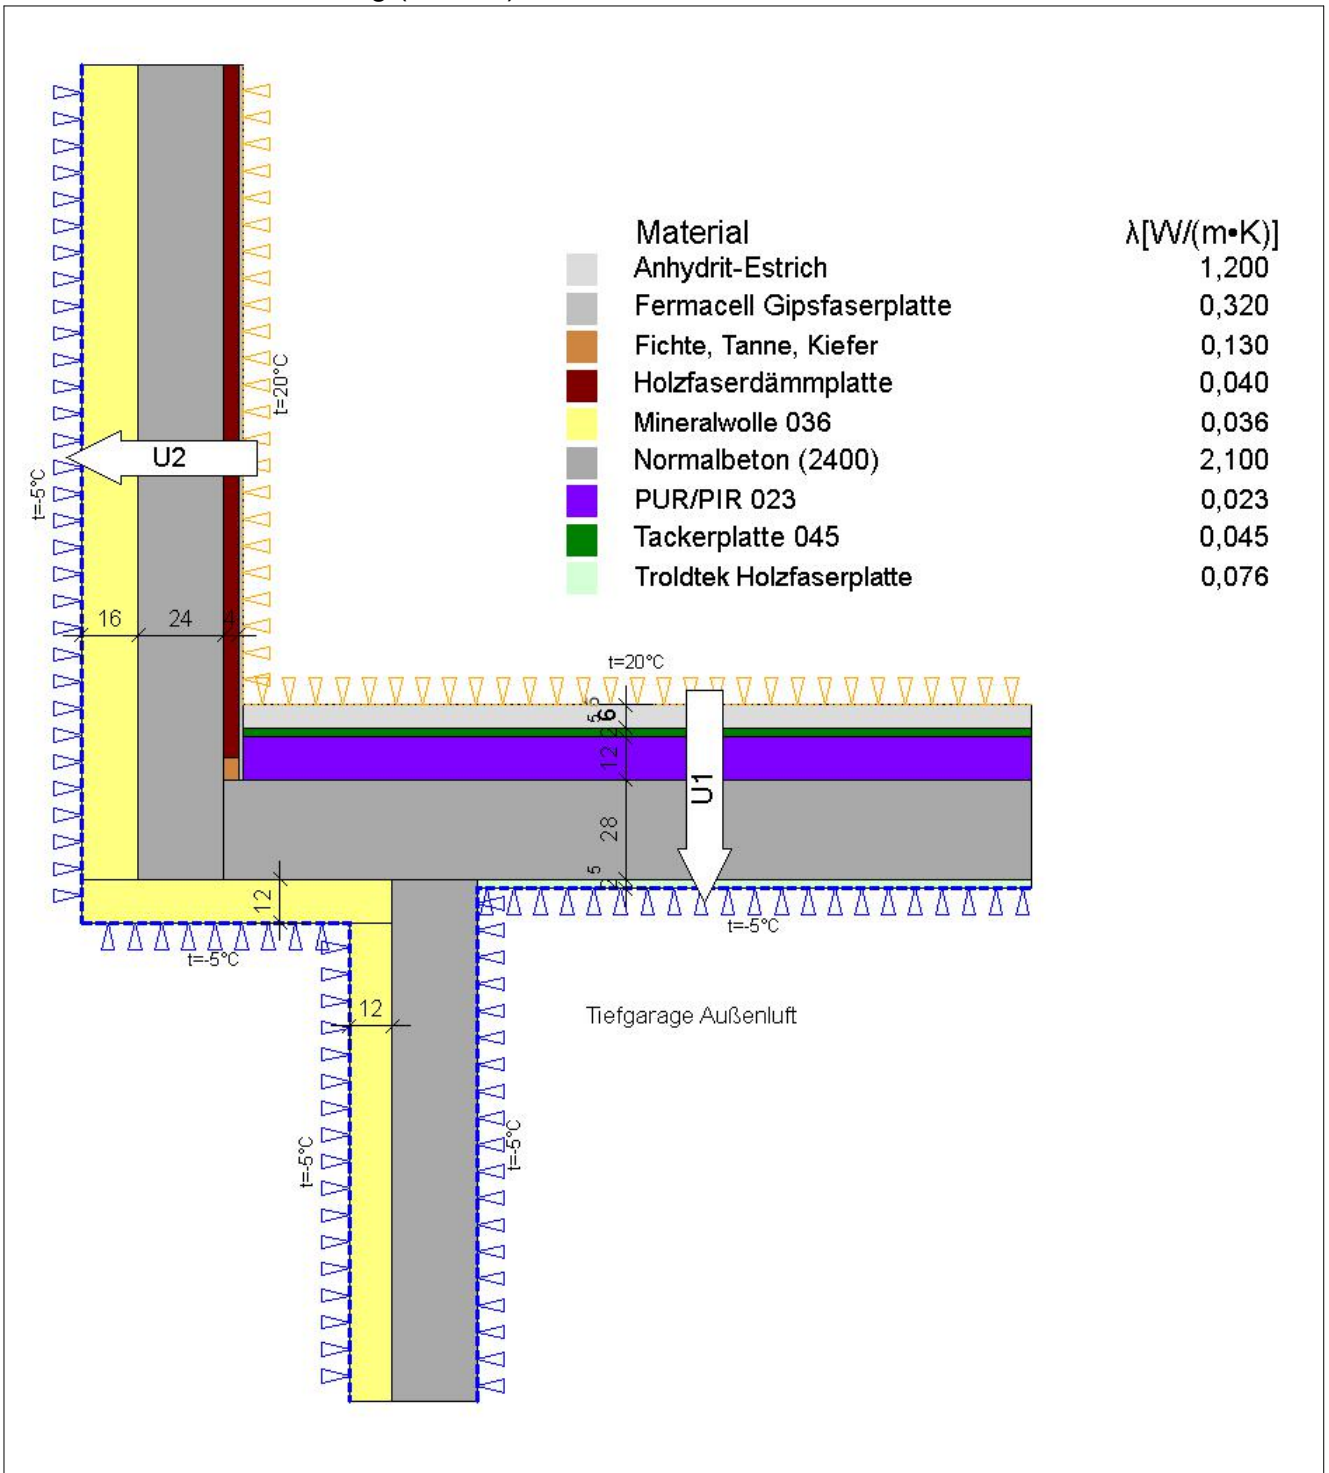 Material λ[W/(m•K)]
Anhydrit-Estrich 1,200
Fermacell Gipsfaserplatte 0,320
Fichte, Tanne, Kiefer 0,130
Holzfaserdämmplatte 0,040
Mineralwolle 036 0,036
Normalbeton (2400) 2,100
PUR/PIR 023 0,023
Tackerplatte 045 0,045
Troldtek Holzfaserplatte 0,076
t=20°C
U2
t=-5°C
16 24 4
t=20°C
6
12
U1
28
12
t=-5°C
t=-5°C
12
Tiefgarage Außenluft
t=-5°C
t=-5°C